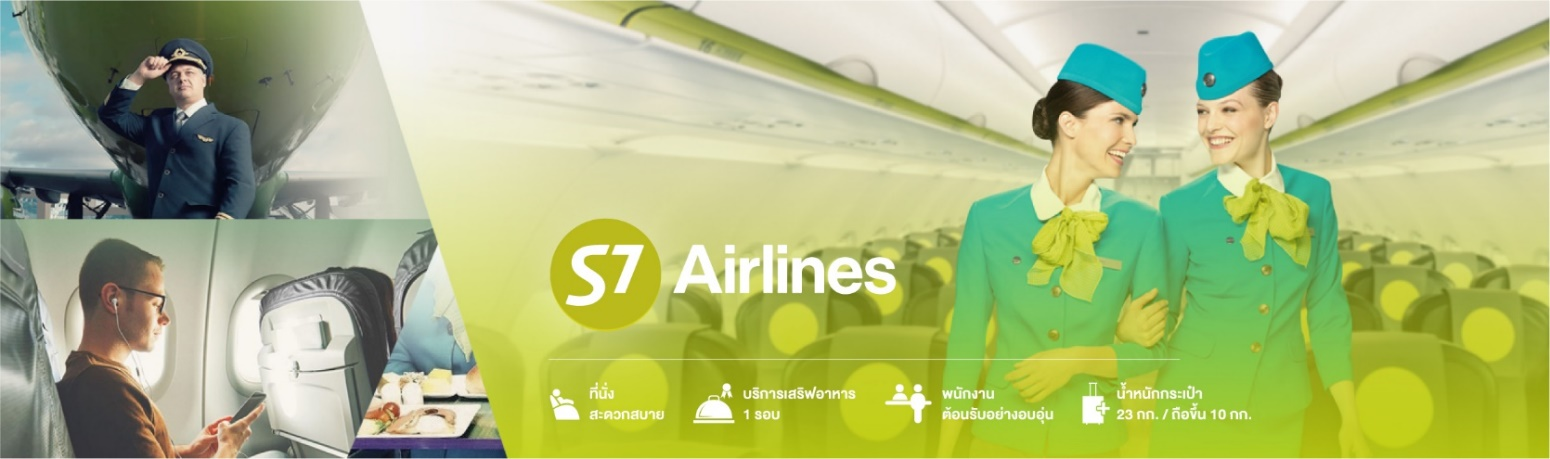 S7 Airlines
ที่นั่ง
สะดวกสบาย
บริการเสริฟอาหาร
1 รอบ
พนักงาน
ต้อนรับอย่างอบอุ่น
น้ำหนักกระเป๋า
23 กก. / ถือขึ้น 10 กก.